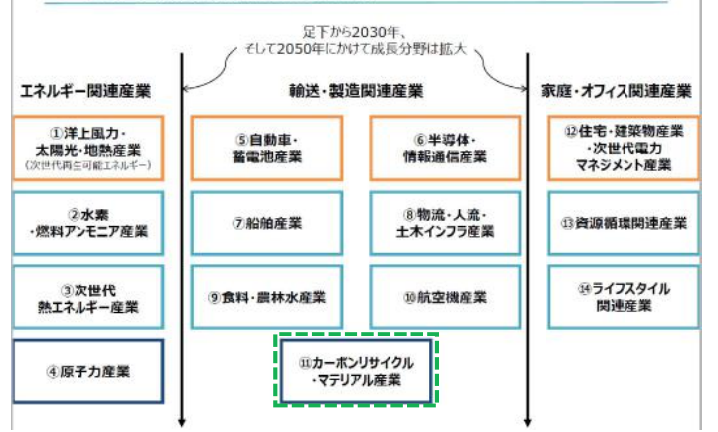 足下から2030年、
そして2050年にかけて成長分野は拡大
エネルギー関連産業
輸送・製造関連産業
家庭・オフィス関連産業
①洋上風力・
太陽光・地熱産業
(次世代再生可能エネルギー)
⑤自動車・
蓄電池産業
⑥半導体・
情報通信産業
⑫住宅・建築物産業
・次世代電力
マネジメント産業
②水素
・燃料アンモニア産業
⑦船舶産業
⑧物流・人流・
土木インフラ産業
⑬資源循環関連産業
③次世代
熱エネルギー産業
⑨食料・農林水産業
⑩航空機産業
⑭ライフスタイル
関連産業
④原子力産業
⑪カーボンリサイクル
・マテリアル産業